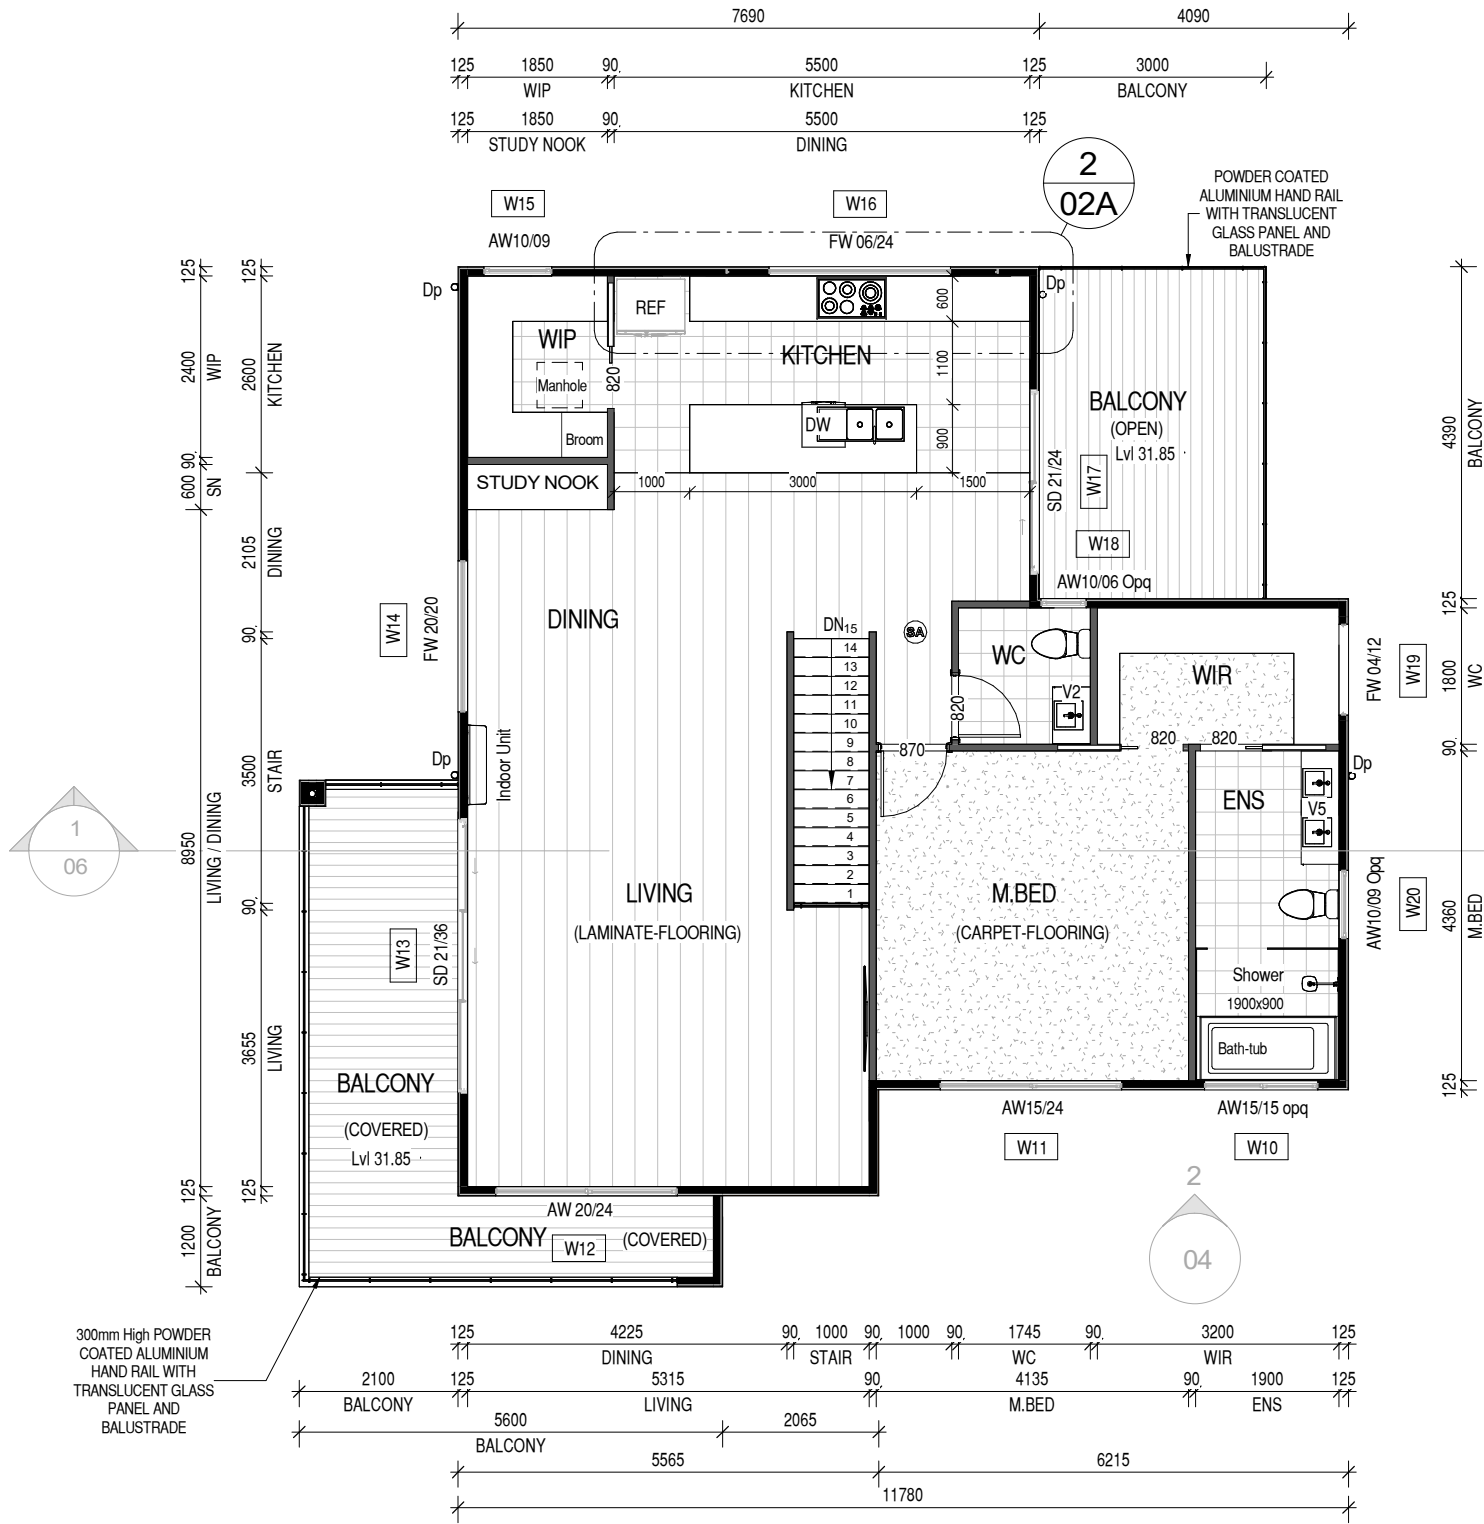 7690
4090
125 1850 90, 5500 125 3000
WIP KITCHEN BALCONY
125 1850 90, 5500 125
STUDY NOOK DINING
2
02A
POWDER COATED
ALUMINIUM HAND RAIL
WITH TRANSLUCENT
GLASS PANEL AND
BALUSTRADE
W15
W16
AW10/09
FW 06/24
125
2400
WIP
90,
600
SN
8950
LIVING / DINING
125
1200
BALCONY
125
2600
KITCHEN
2105
DINING
90,
3500
STAIR
90,
3655
LIVING
125
Dp
REF
Dp
600
WIP
KITCHEN
1100
Manhole
820
DW
900
Broom
STUDY NOOK
1000 3000 1500
BALCONY
(OPEN)
Lvl 31.85
SD 21/24
W17
W18
AW10/06 Opq
4390
BALCONY
125
1800
WC
90,
4360
M.BED
125
W14
FW 20/20
DINING
DN15
14
13
12
11
10
9
8
7
6
5
4
3
2
1
SA
WC
V2
820
WIR
FW 04/12
W19
870
820
820
Dp
Indoor Unit
Dp
ENS
V5
1
06
LIVING
(LAMINATE-FLOORING)
M.BED
(CARPET-FLOORING)
AW10/09 Opq
W20
W13
SD 21/36
Shower
1900x900
Bath-tub
BALCONY
(COVERED)
Lvl 31.85
AW15/24
AW15/15 opq
W11
W10
AW 20/24
BALCONY
W12
(COVERED)
2
04
300mm High POWDER
COATED ALUMINIUM
HAND RAIL WITH
TRANSLUCENT GLASS
PANEL AND
BALUSTRADE
125 4225 90, 1000 90, 1000 90, 1745 90, 3200 125
DINING STAIR WC WIR
2100 125 5315 90, 4135 90, 1900 125
BALCONY LIVING M.BED ENS
5600 2065
BALCONY
5565 6215
11780